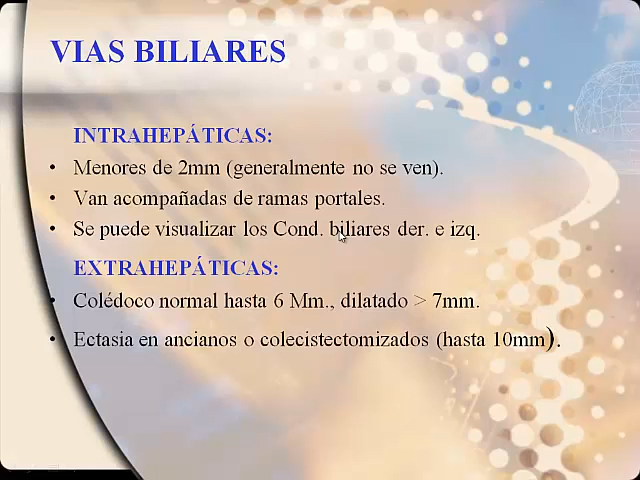 VIAS BILIARES
INTRAHEPÁTICAS:
• Menores de 2mm (generalmente no se ven).
• Van acompañadas de ramas portales.
• Se puede visualizar los Cond. biliares der. e izq.
EXTRAHEPÁTICAS:
• Colédoco normal hasta 6 Mm., dilatado > 7mm.
• Ectasia en ancianos o colecistectomizados (hasta 10mm).